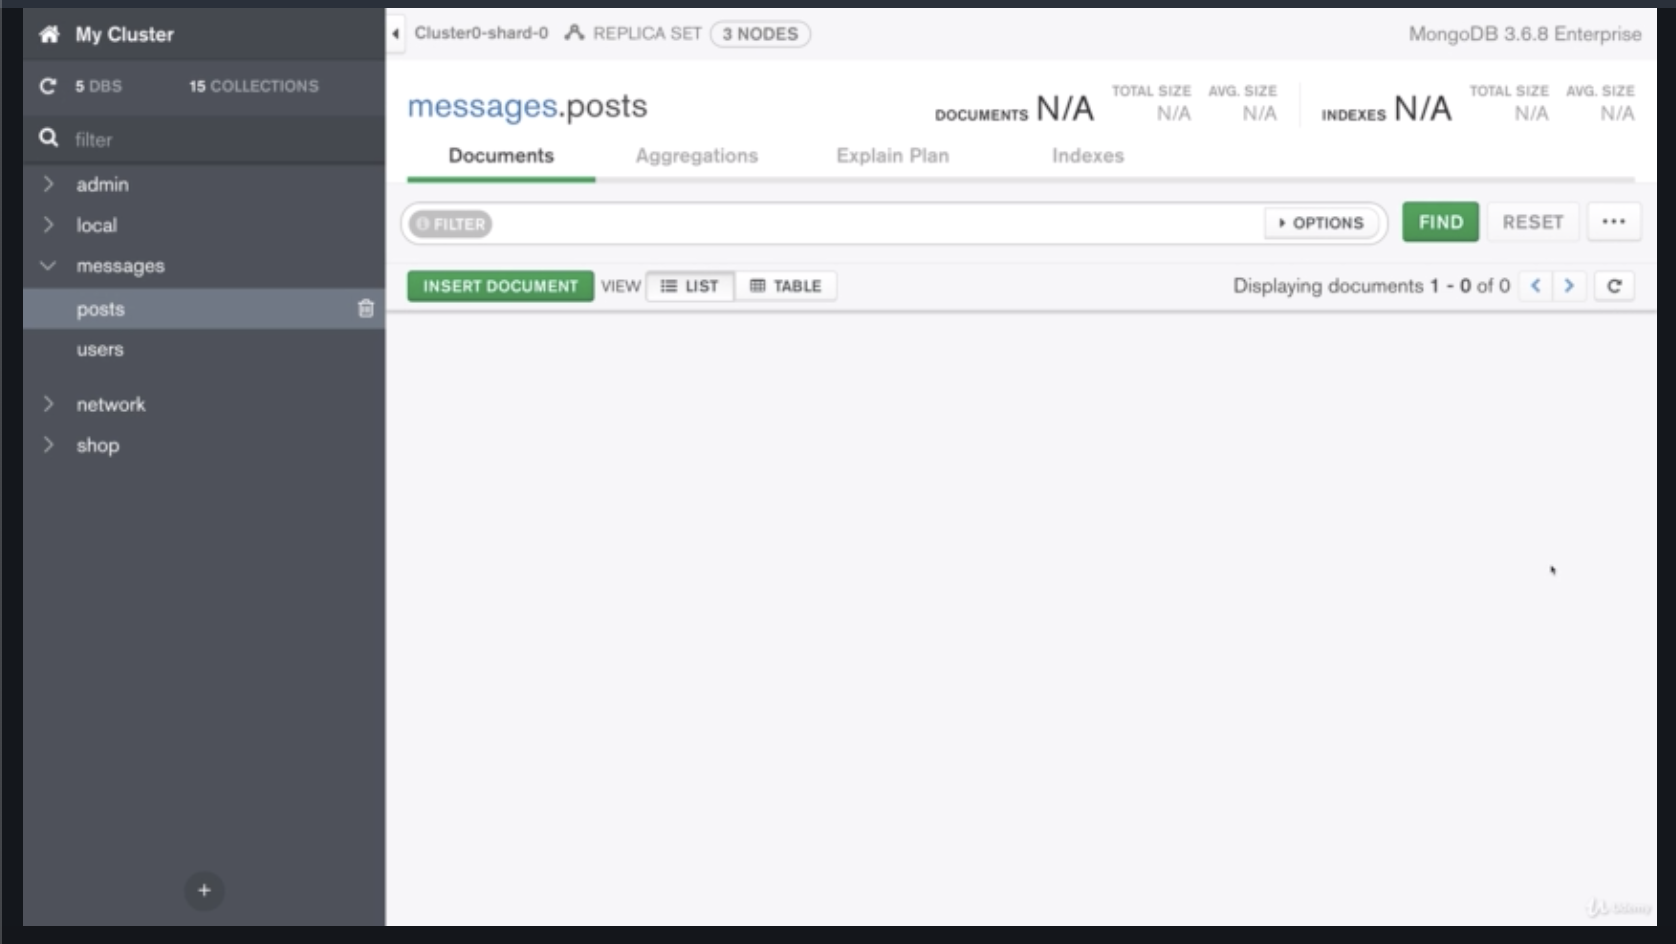 My Cluster
5 DBS 15 COLLECTIONS
filter
admin
local
messages
posts
users
network
shop
+
Cluster0-shard-0 REPLICA SET 3 NODES
MongoDB 3.6.8 Enterprise
messages.posts
DOCUMENTS N/A
TOTAL SIZE AVG. SIZE
N/A N/A
INDEXES N/A
TOTAL SIZE AVG. SIZE
N/A N/A
Documents Aggregations Explain Plan Indexes
FILTER OPTIONS FIND RESET ...
INSERT DOCUMENT VIEW LIST TABLE Displaying documents 1 - 0 of 0
Udemy